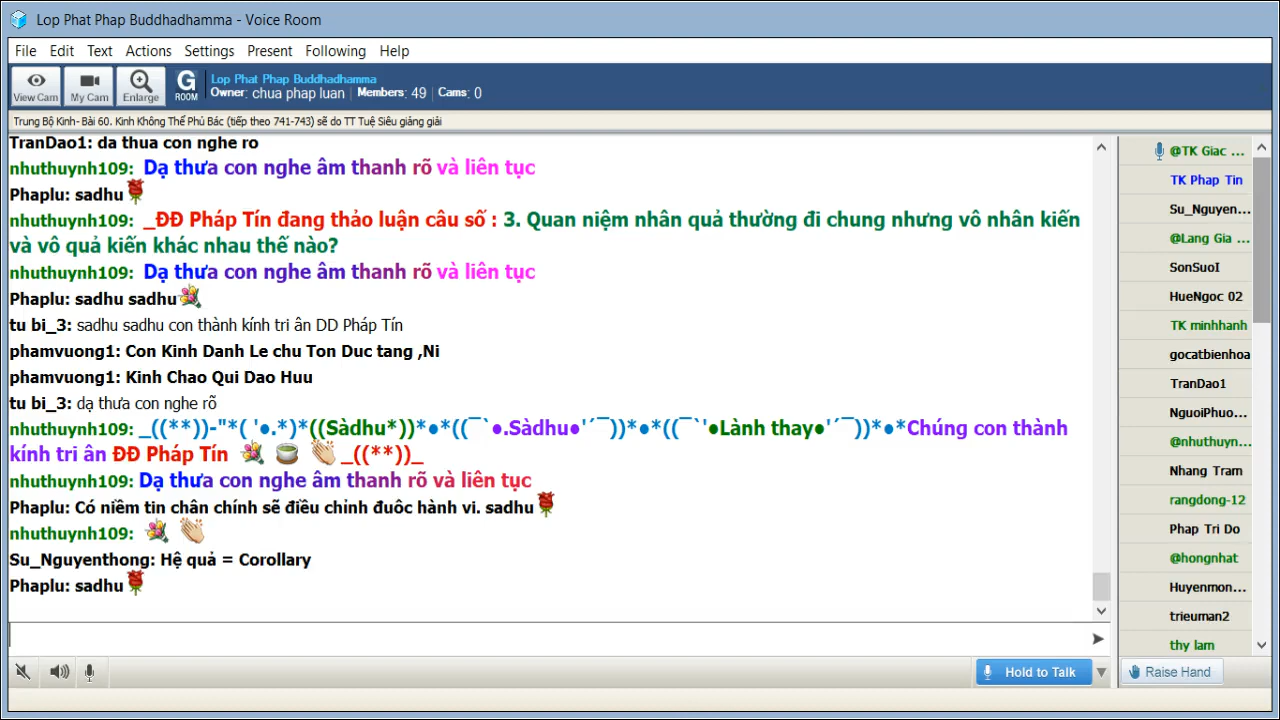 Lop Phat Phap Buddhadhamma - Voice Room
File Edit Text Actions Settings Present Following Help
View Cam My Cam Enlarge G ROOM
Lop Phat Phap Buddhadhamma
Owner: chua phap luan Members: 49 Cams: 0
Trung Bộ Kinh- Bài 60. Kinh Không Thể Phủ Bác (tiếp theo 741-743) sẽ do TT Tuệ Siêu giảng giải
TranDao1: da thua con nghe ro
nhuthuynh109: Dạ thưa con nghe âm thanh rõ và liên tục
Phaplu: sadhu
nhuthuynh109: _ĐĐ Pháp Tín đang thảo luận câu số : 3. Quan niệm nhân quả thường đi chung nhưng vô nhân kiến
và vô quả kiến khác nhau thế nào?
nhuthuynh109: Dạ thưa con nghe âm thanh rõ và liên tục
Phaplu: sadhu sadhu
tu bi_3: sadhu sadhu con thành kính tri ân DD Pháp Tín
phamvuong1: Con Kinh Danh Le chu Ton Duc tang ,Ni
phamvuong1: Kinh Chao Qui Dao Huu
tu bi_3: dạ thưa con nghe rõ
nhuthuynh109: _((**))-"*( '●.*)*((Sàdhu*))*●*((¯`●.Sàdhu●'´¯))*●*((¯`'●Lành thay●'´¯))*●*Chúng con thành
kính tri ân ĐĐ Pháp Tín _((**))_
nhuthuynh109: Dạ thưa con nghe âm thanh rõ và liên tục
Phaplu: Có niềm tin chân chính sẽ điều chỉnh đuôc hành vi. sadhu
nhuthuynh109:
Su_Nguyenthong: Hệ quả = Corollary
Phaplu: sadhu
@TK Giac ...
TK Phap Tin
Su_Nguyen...
@Lang Gia ...
SonSuoI
HueNgoc 02
TK minhhanh
gocatbienhoa
TranDao1
NguoiPhuo...
@nhuthuyn...
Nhang Tram
rangdong-12
Phap Tri Do
@hongnhat
Huyenmon...
trieuman2
thy lam
Hold to Talk
Raise Hand